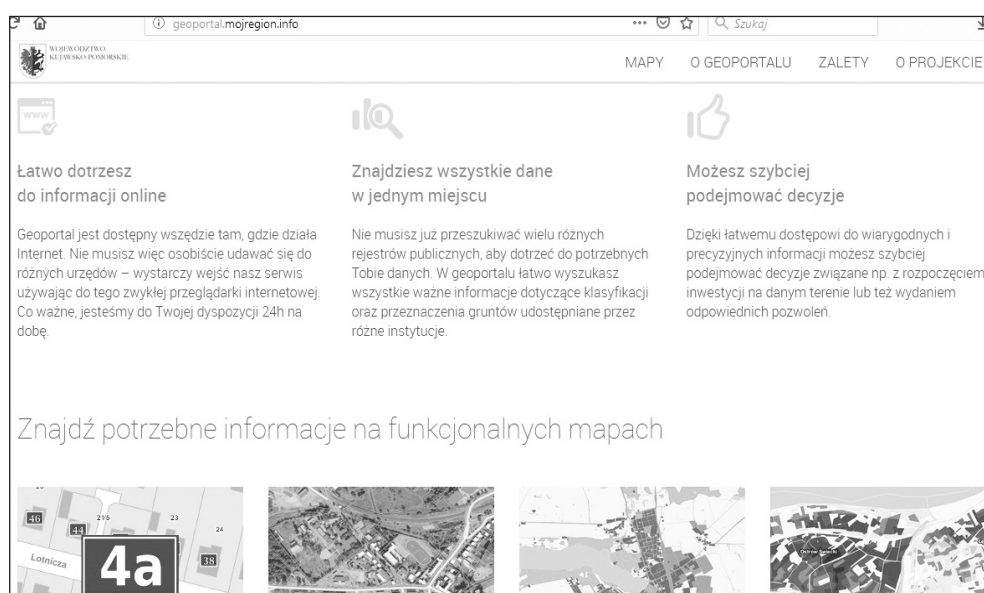 geoportal.mojregion.info
Szukaj
WOJEWÓDZTWO
KUJAWSKO-POMORSKIE
MAPY O GEOPORTALU ZALETY O PROJEKCIE
www
Łatwo dotrzesz
do informacji online
Geoportal jest dostępny wszędzie tam, gdzie działa
Internet. Nie musisz więc osobiście udawać się do
różnych urzędów – wystarczy wejść nasz serwis
używając do tego zwykłej przeglądarki internetowej.
Co ważne, jesteśmy do Twojej dyspozycji 24h na
dobę.
Znajdziesz wszystkie dane
w jednym miejscu
Nie musisz już przeszukiwać wielu różnych
rejestrów publicznych, aby dotrzeć do potrzebnych
Tobie danych. W geoportalu łatwo wyszukasz
wszystkie ważne informacje dotyczące klasyfikacji
oraz przeznaczenia gruntów udostępniane przez
różne instytucje.
Możesz szybciej
podejmować decyzje
Dzięki łatwemu dostępowi do wiarygodnych i
precyzyjnych informacji możesz szybciej
podejmować decyzje związane np. z rozpoczęciem
inwestycji na danym terenie lub też wydaniem
odpowiednich pozwoleń.
Znajdź potrzebne informacje na funkcjonalnych mapach
46
44
23
24
38
Lotnicza
4a